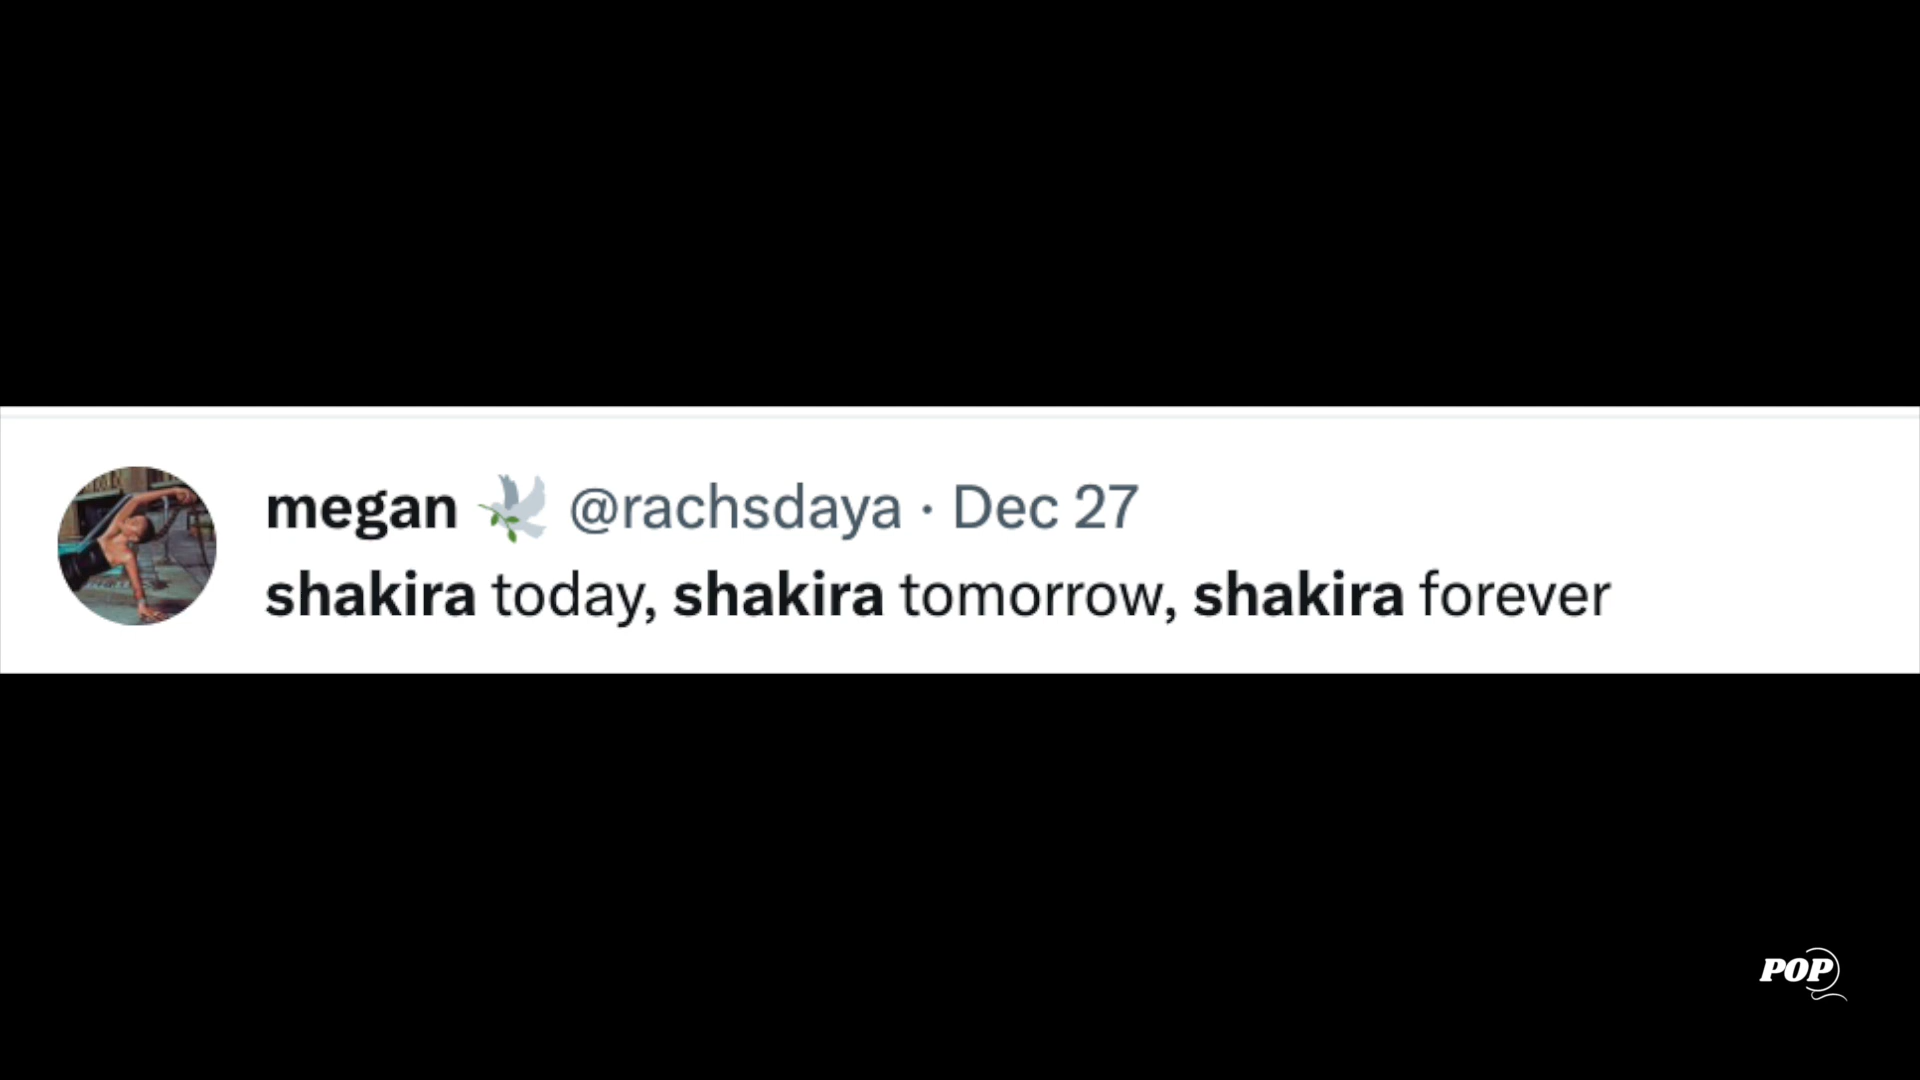 megan 🕊️ @rachsdaya · Dec 27
shakira today, shakira tomorrow, shakira forever
POP